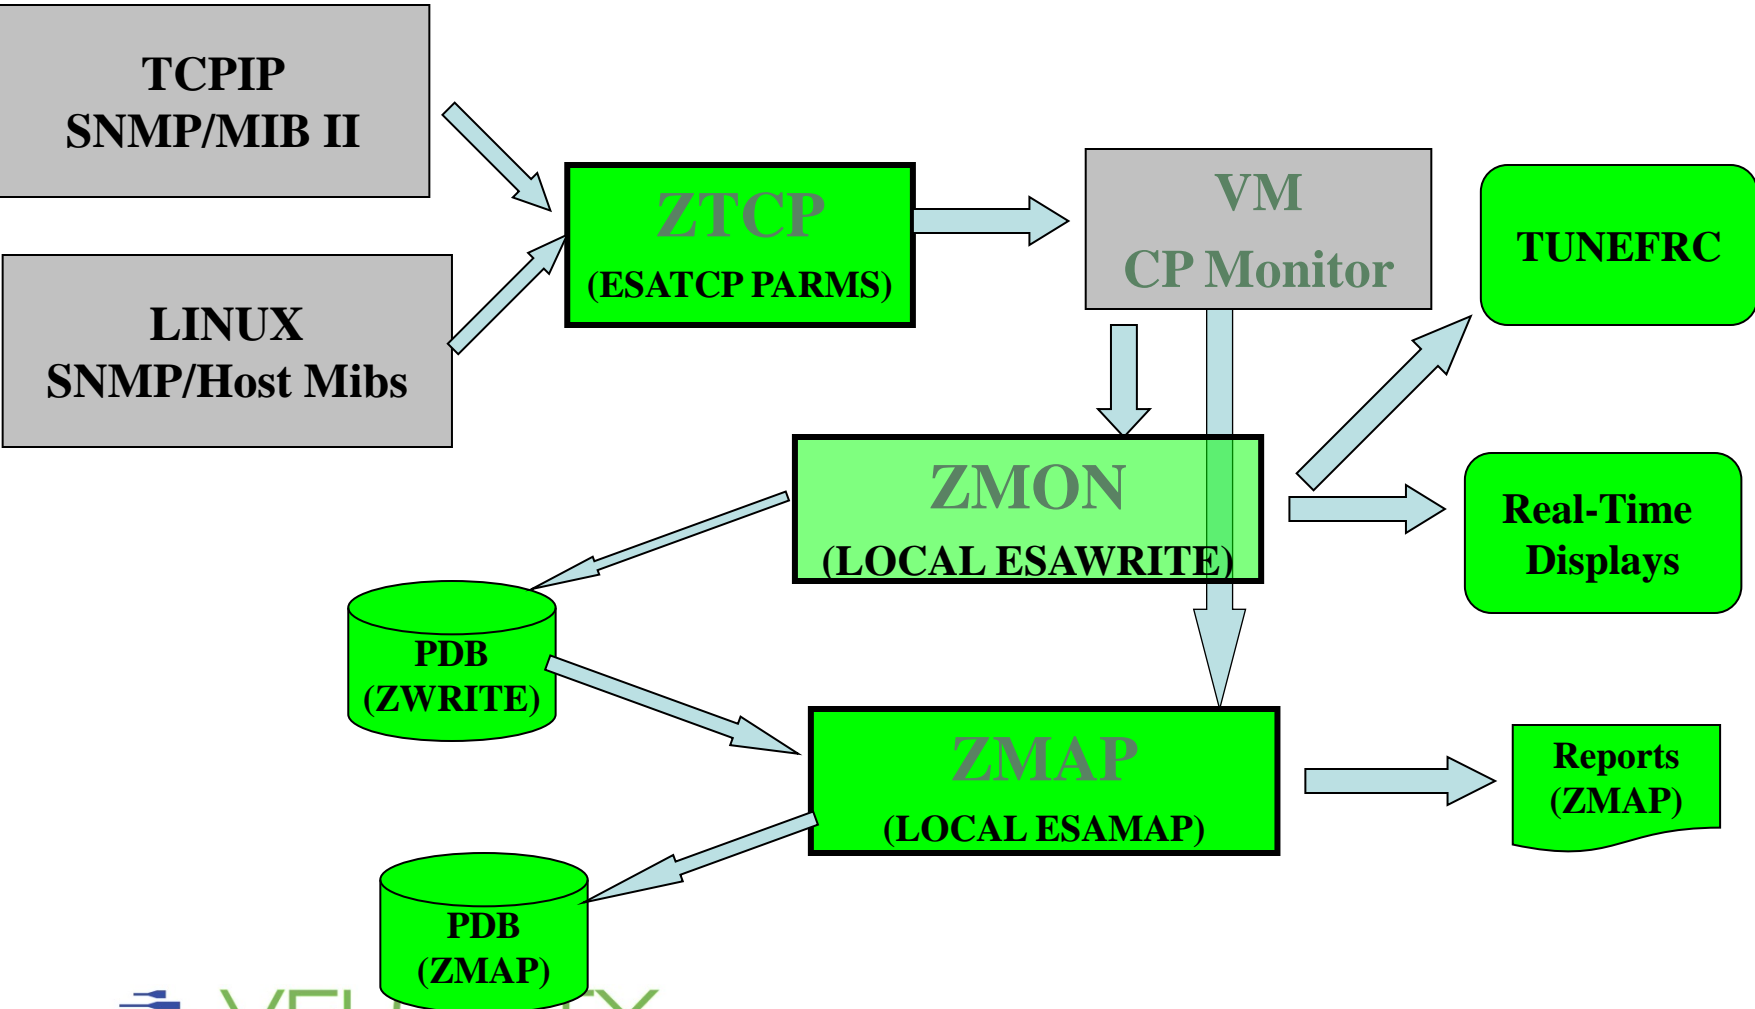 TCPIP
SNMP/MIB II
LINUX
SNMP/Host Mibs
ZTCP
(ESATCP PARMS)
VM
CP Monitor
TUNEFRC
ZMON
(LOCAL ESAWRITE)
Real-Time
Displays
PDB
(ZWRITE)
ZMAP
(LOCAL ESAMAP)
Reports
(ZMAP)
PDB
(ZMAP)